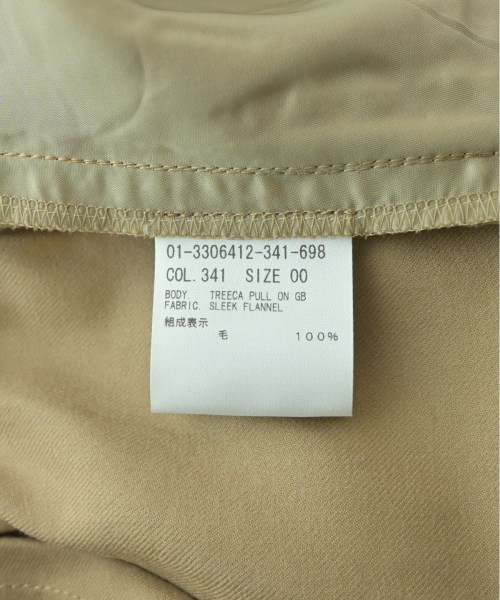 01-3306412-341-698
COL.341 SIZE 00
BODY. TREECA PULL ON GB
FABRIC. SLEEK FLANNEL
組成表示
毛 100%